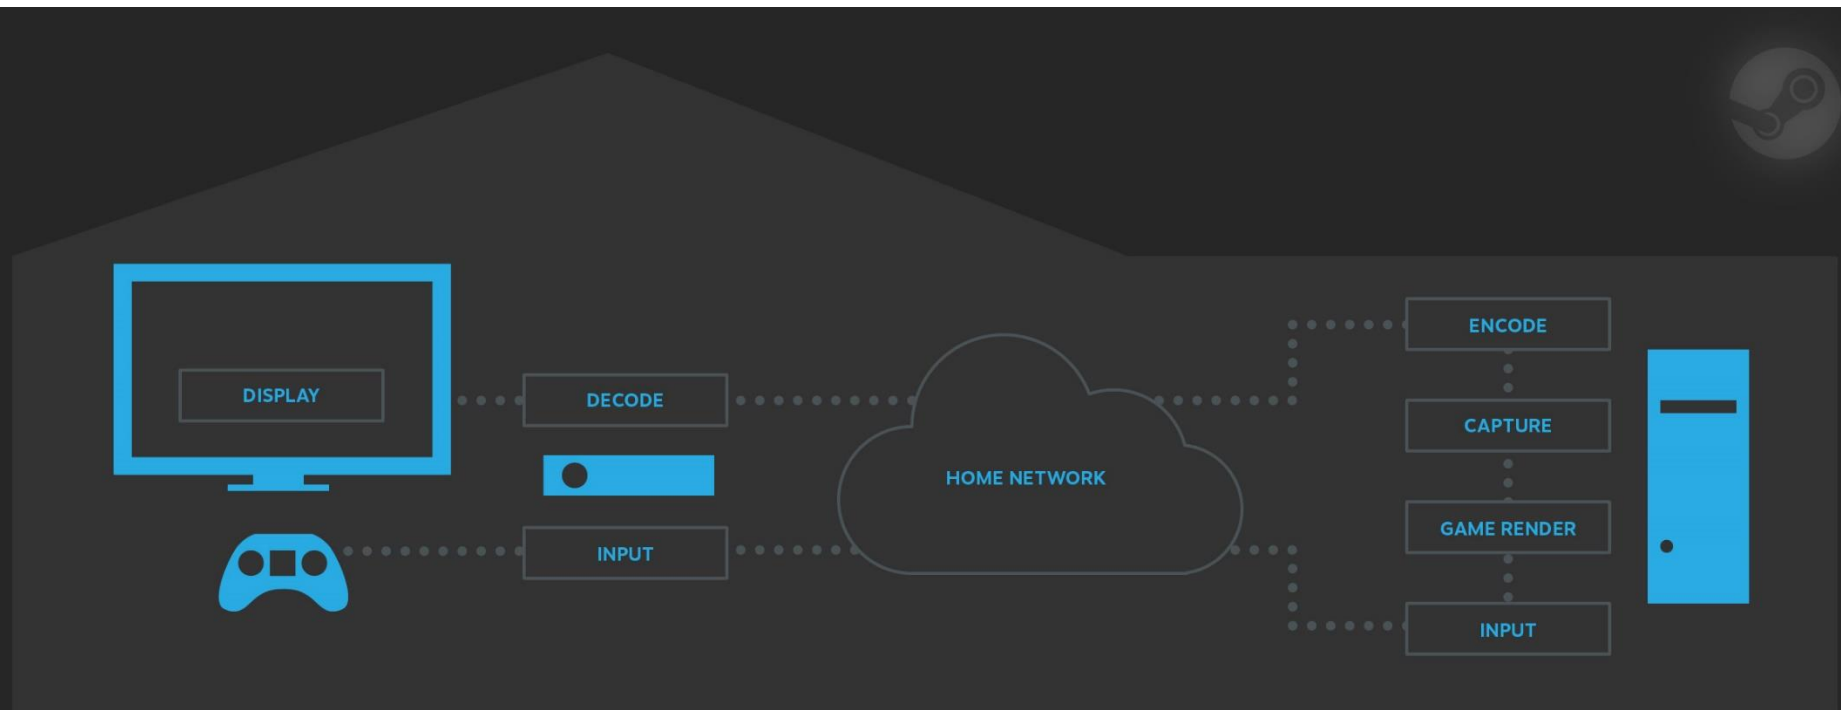 DISPLAY
DECODE
INPUT
HOME NETWORK
ENCODE
CAPTURE
GAME RENDER
INPUT